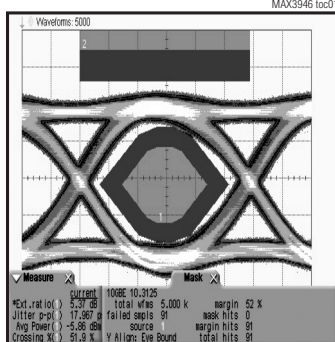 MAX3946 toc01
Waveforms: 5000
2
1
Measure
Mask
current
*Ext.ratio( ) 5.37 dB
Jitter p-p( ) 17.967 p
Avg Power( ) -5.86 dBm
Crossing %( ) 51.9 %
10GBE 10.3125
total wfms 5.000 k
failed smpls 91
source 1
Y Align: Eye Bound
margin 52 %
mask hits 0
margin hits 91
total hits 91